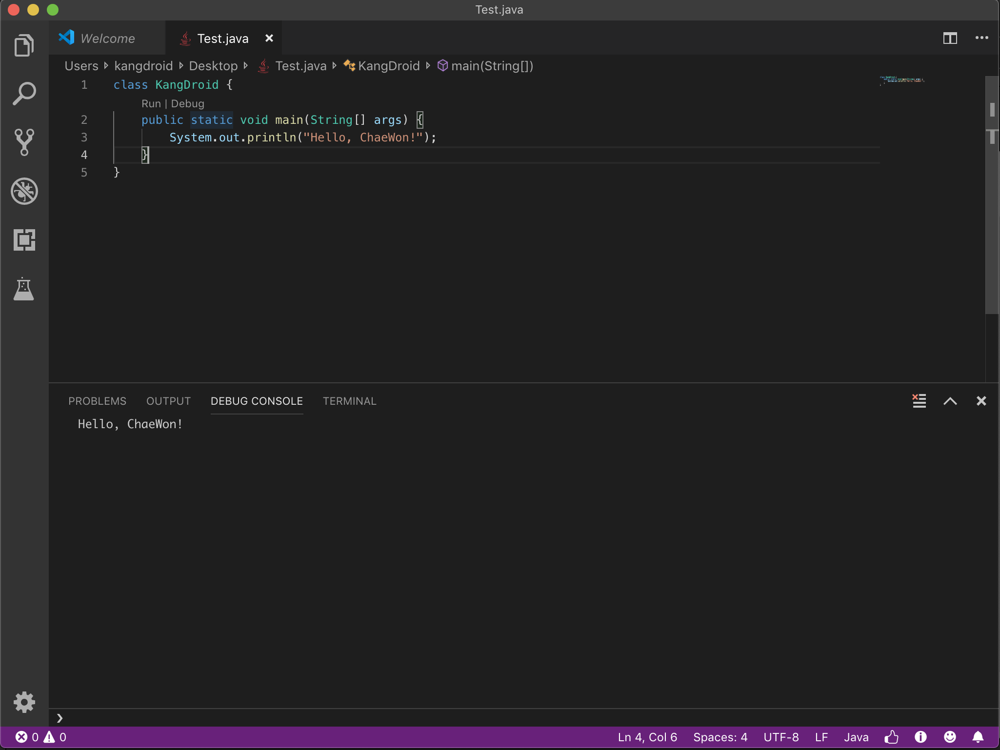 Test.java
Welcome Test.java
Users kangdroid Desktop Test.java KangDroid main(String[])
1 class KangDroid {
Run | Debug
2 public static void main(String[] args) {
3 System.out.println("Hello, ChaeWon!");
4 }
5 }
PROBLEMS OUTPUT DEBUG CONSOLE TERMINAL
Hello, ChaeWon!
0 0 Ln 4, Col 6 Spaces: 4 UTF-8 LF Java